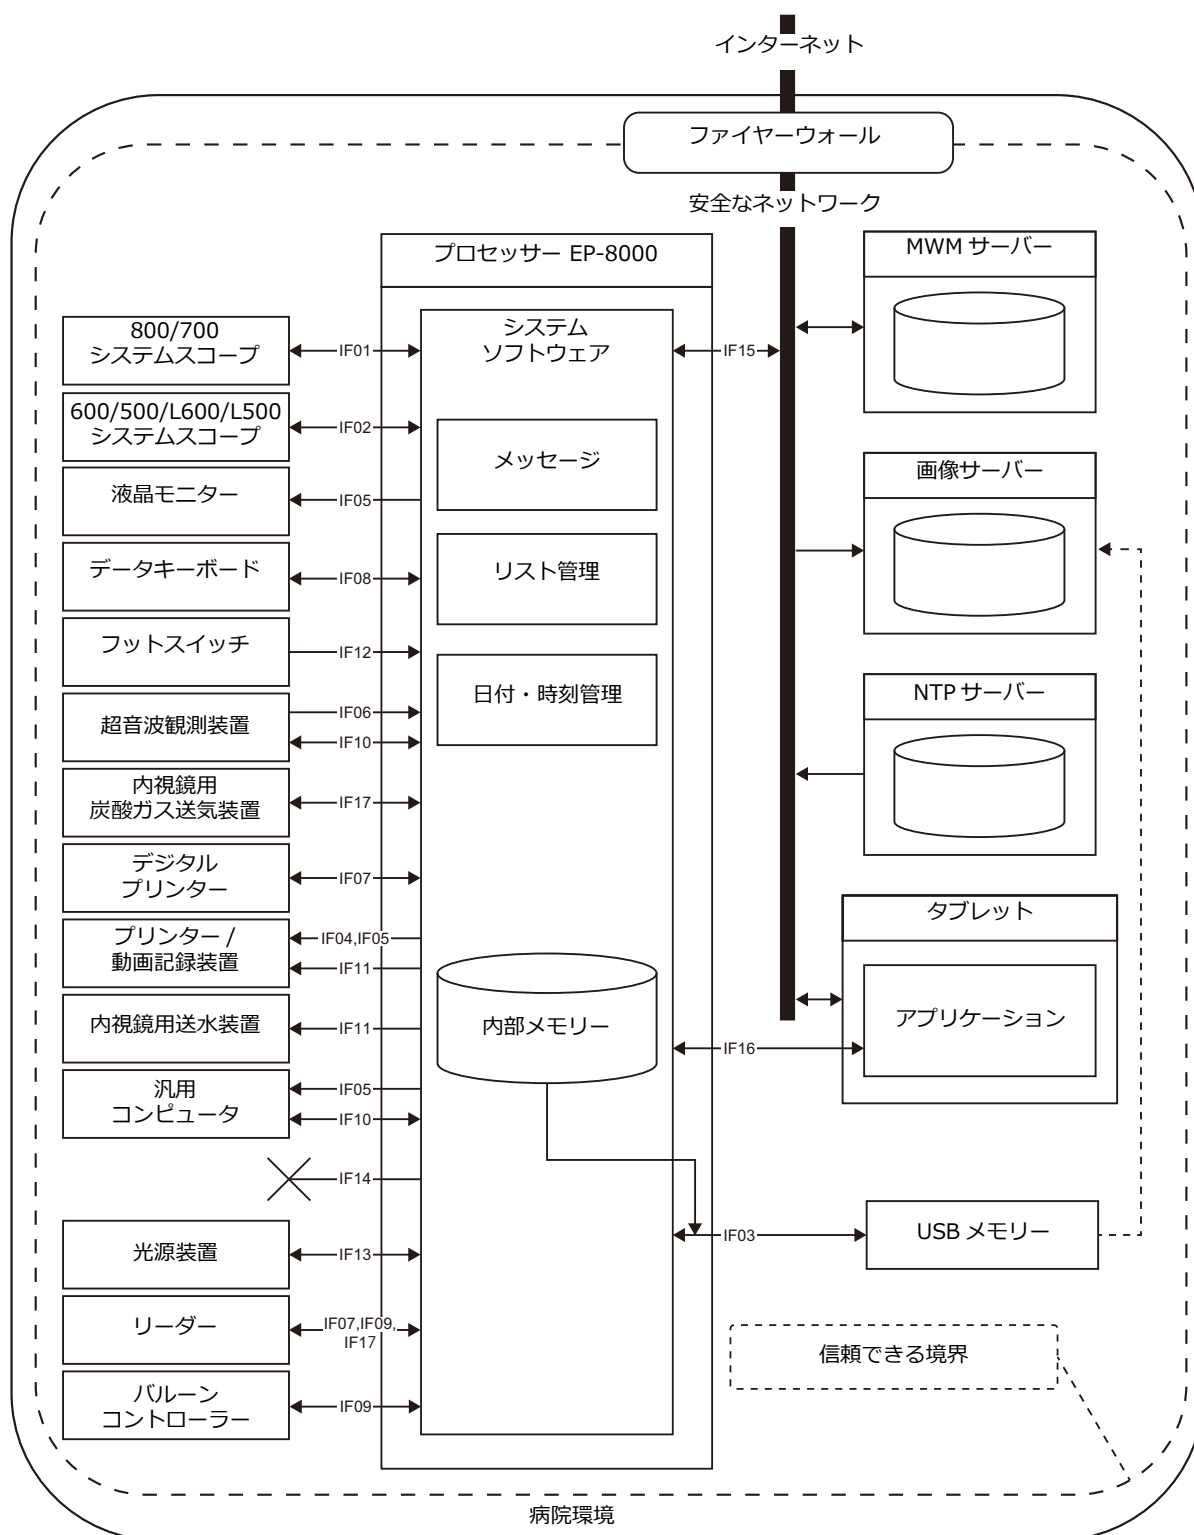 インターネット
ファイヤーウォール
安全なネットワーク
プロセッサー EP-8000
MWM サーバー
システム
ソフトウェア
800/700
システムスコープ
IF01
IF15
600/500/L600/L500
システムスコープ
IF02
メッセージ
画像サーバー
液晶モニター
IF05
データキーボード
IF08
リスト管理
フットスイッチ
IF12
日付・時刻管理
NTP サーバー
超音波観測装置
IF06
IF10
内視鏡用
炭酸ガス送気装置
IF17
デジタル
プリンター
IF07
タブレット
プリンター /
動画記録装置
IF04,IF05
IF11
内視鏡用送水装置
IF11
内部メモリー
アプリケーション
IF16
汎用
コンピュータ
IF05
IF10
IF14
光源装置
IF13
IF03
USB メモリー
リーダー
IF07,IF09,
IF17
信頼できる境界
バルーン
コントローラー
IF09
病院環境